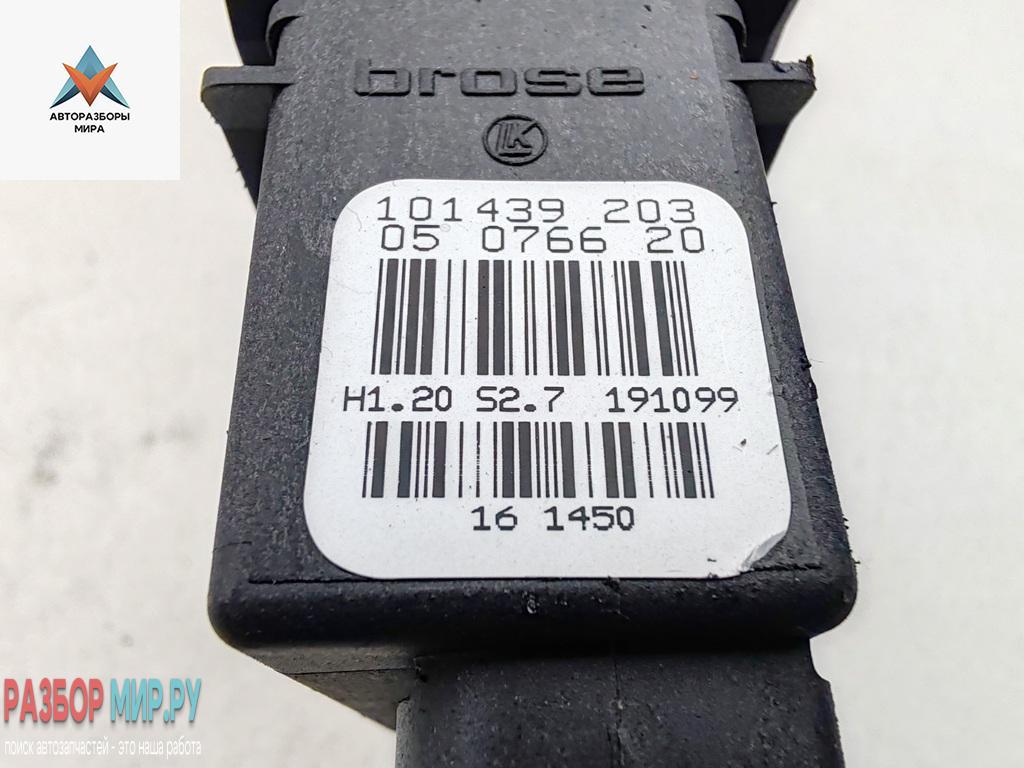 АВТОРАЗБОРЫ
МИРА
brose
LK
101439 203
05 0766 20
H1.20 S2.7 191099
16 1450
РАЗБОР МИР.РУ
поиск автозапчастей - это наша работа